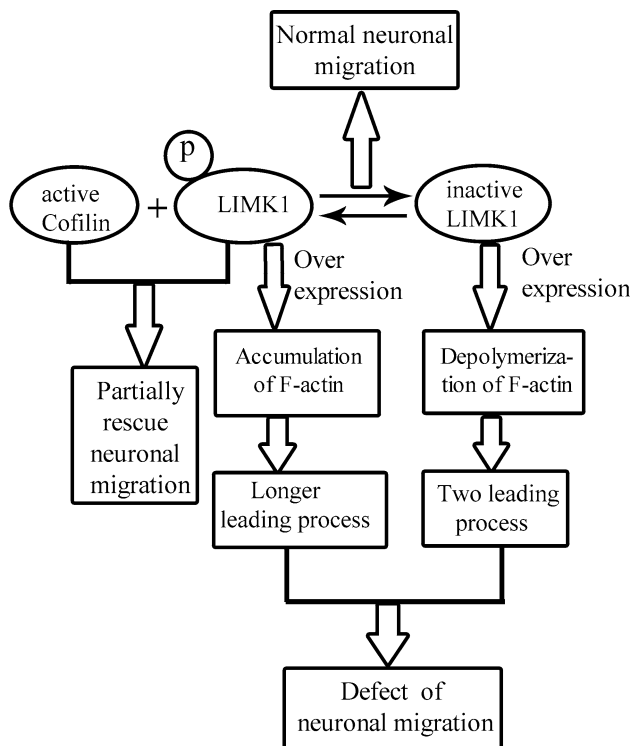 Normal neuronal
migration
p
active
Cofilin
+
LIMK1
inactive
LIMK1
Over
expression
Over
expression
Accumulation
of F-actin
Depolymeriza-
tion of F-actin
Partially
rescue
neuronal
migration
Longer
leading process
Two leading
process
Defect of
neuronal migration